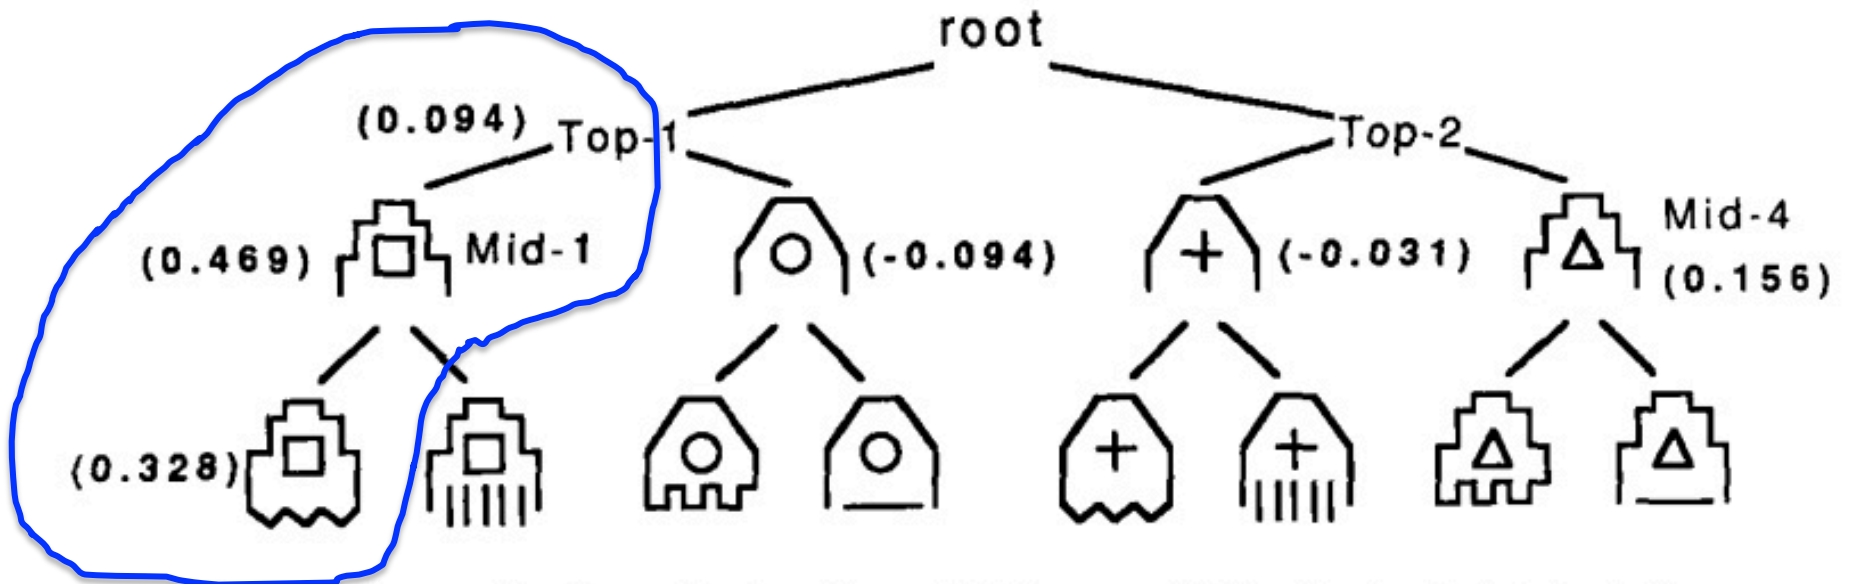 root
(0.094) Top-1 Top-2
(0.469) Mid-1 (-0.094) (-0.031) Mid-4
(0.156)
(0.328)